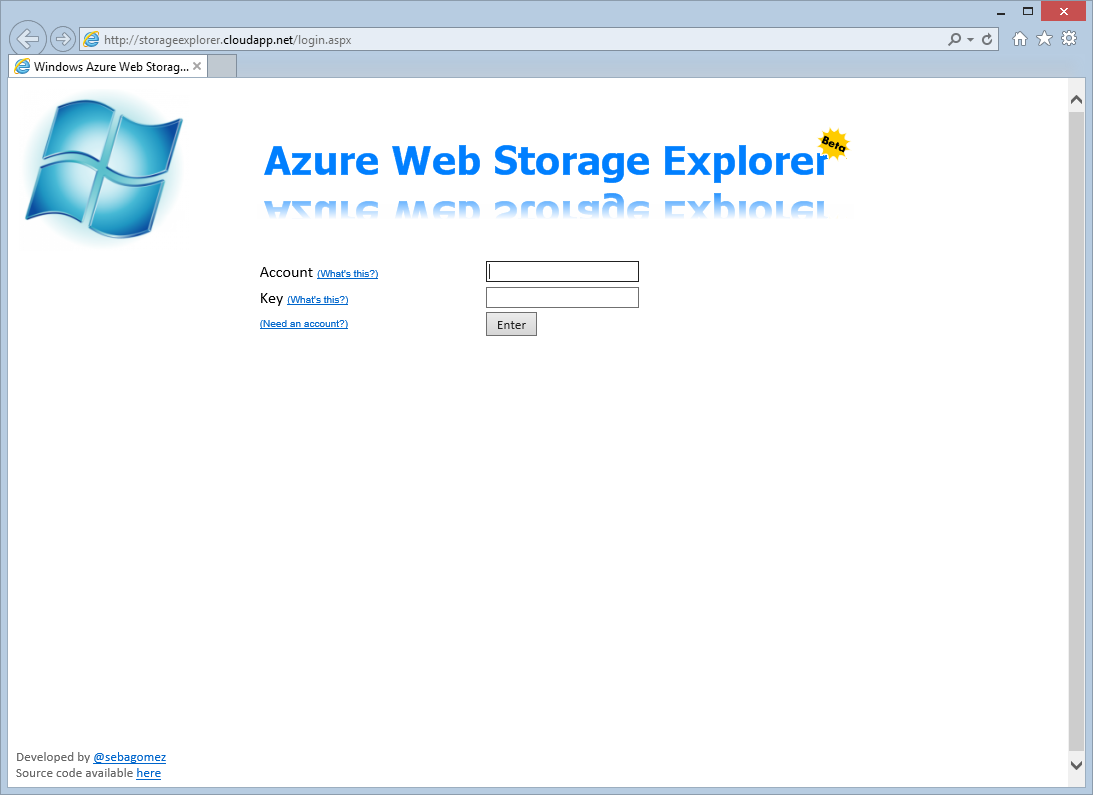 http://storageexplorer.cloudapp.net/login.aspx
Windows Azure Web Storag...
Azure Web Storage Explorer
Beta
Account (What's this?)
Key (What's this?)
(Need an account?) Enter
Developed by @sebagomez
Source code available here